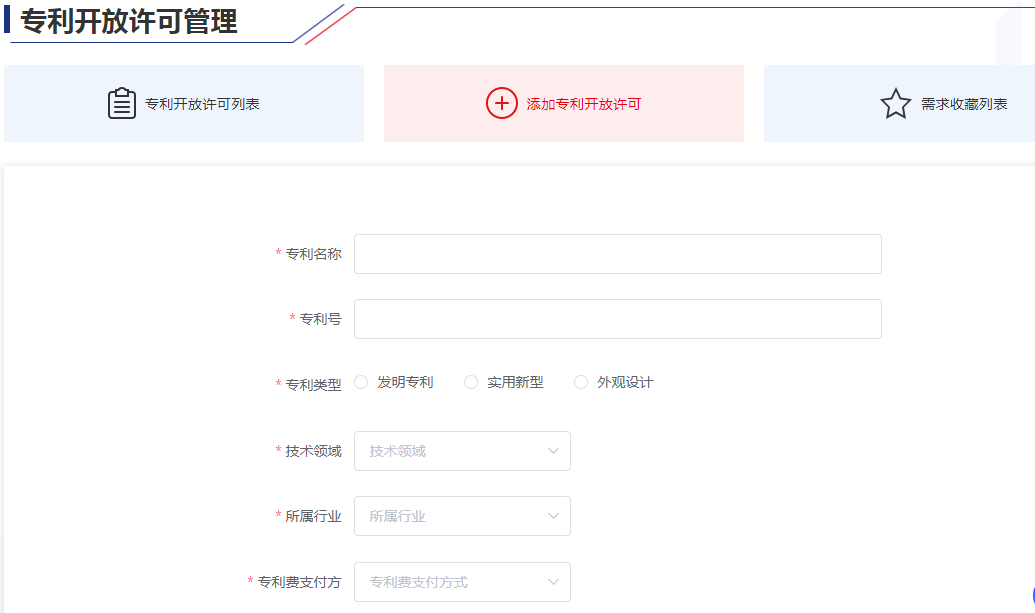 专利开放许可管理
专利开放许可列表
添加专利开放许可
需求收藏列表
* 专利名称
* 专利号
* 专利类型 发明专利 实用新型 外观设计
* 技术领域 技术领域
* 所属行业 所属行业
* 专利费支付方 专利费支付方式